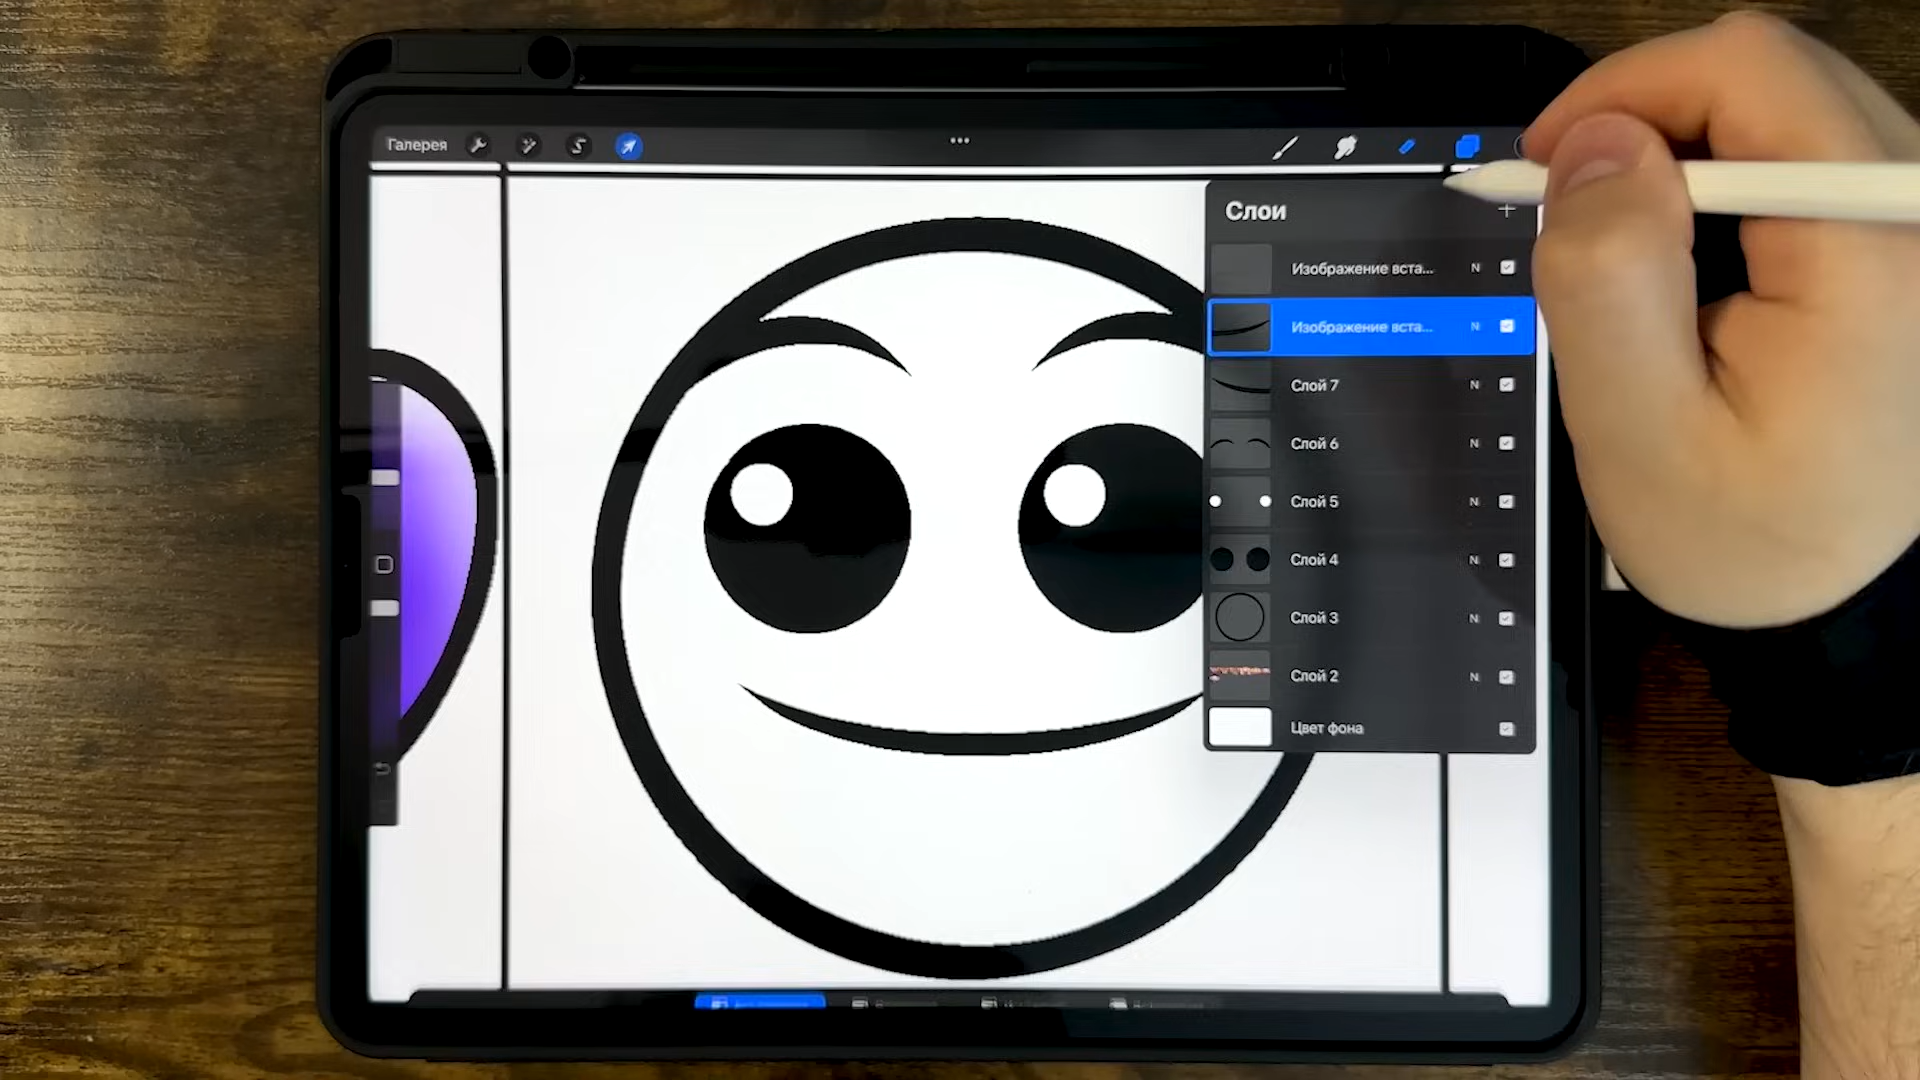 Галерея
Слои
Изображение вста... N
Изображение вста... N
Слой 7 N
Слой 6 N
Слой 5 N
Слой 4 N
Слой 3 N
Слой 2 N
Цвет фона